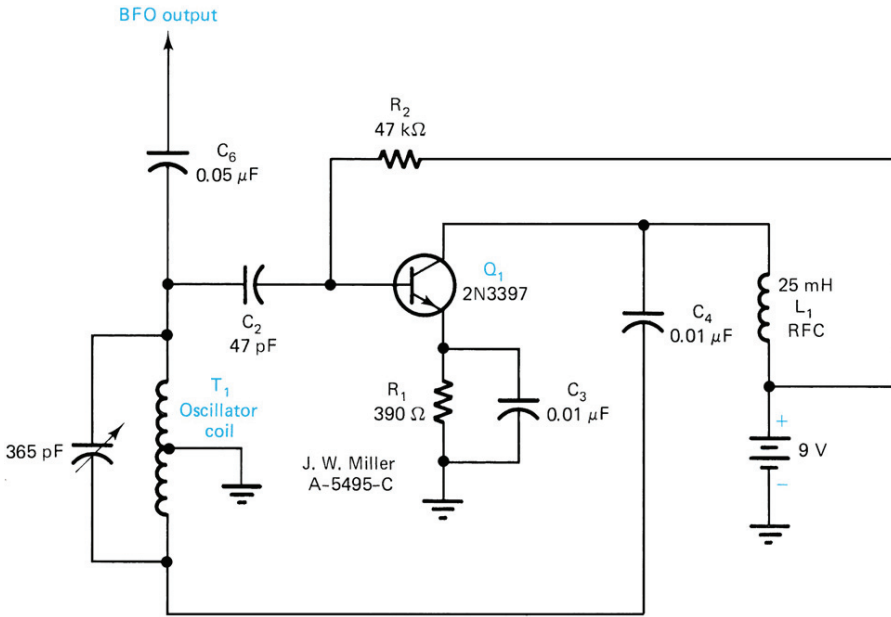 BFO output
C6
0.05 μF
R2
47 kΩ
Q1
2N3397
C2
47 pF
C4
0.01 μF
25 mH
L1
RFC
T1
Oscillator
coil
365 pF
R1
390 Ω
C3
0.01 μF
J. W. Miller
A-5495-C
+
9 V
−